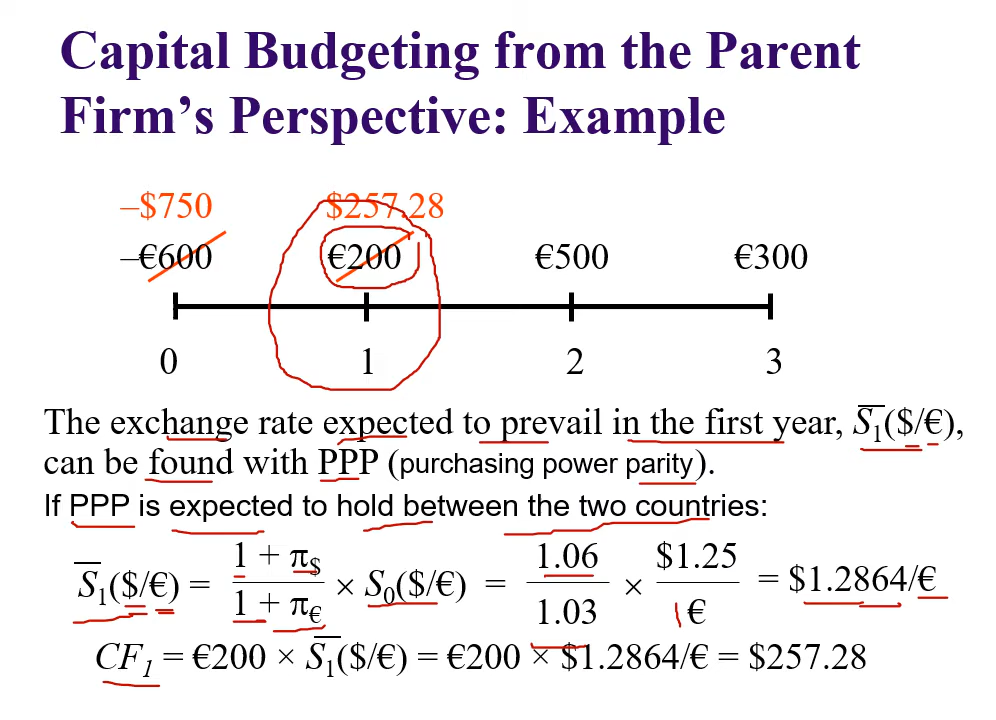 Capital Budgeting from the Parent
Firm's Perspective: Example
–$750 $257.28
–€600 €200 €500 €300
0 1 2 3
The exchange rate expected to prevail in the first year, S̅₁($/€),
can be found with PPP (purchasing power parity).
If PPP is expected to hold between the two countries:
S̅₁($/€) = (1 + π$)/(1 + π€) × S₀($/€) = 1.06/1.03 × $1.25/1€ = $1.2864/€
CF₁ = €200 × S̅₁($/€) = €200 × $1.2864/€ = $257.28